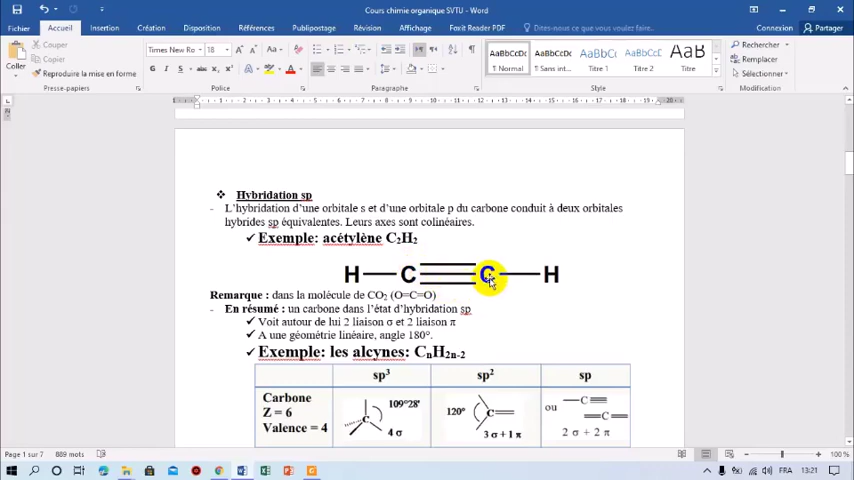 Cours chimie organique SVTU - Word
Fichier Accueil Insertion Création Disposition Références Publipostage Révision Affichage Foxit Reader PDF Dites-nous ce que vous voulez faire. Connexion Partager
Coller
Couper
Copier
Reproduire la mise en forme
Times New Ro 18
AaBbCcDc AaBbCcDc AaBbC AaBbCcC AaB
¶ Normal ¶ Sans int... Titre 1 Titre 2 Titre
Rechercher
Remplacer
Sélectionner
Presse-papiers Police Paragraphe Style Modification
❖ Hybridation sp
- L’hybridation d’une orbitale s et d’une orbitale p du carbone conduit à deux orbitales
hybrides sp équivalentes. Leurs axes sont colinéaires.
✓ Exemple: acétylène C₂H₂
H C C H
Remarque : dans la molécule de CO₂ (O=C=O)
- En résumé : un carbone dans l’état d’hybridation sp
✓ Voit autour de lui 2 liaison σ et 2 liaison π
✓ A une géométrie linéaire, angle 180°.
✓ Exemple: les alcynes: CₙH₂ₙ₋₂
sp³ sp² sp
Carbone
Z = 6
Valence = 4
109°28'
C
4 σ
120°
C
3 σ + 1 π
ou
C
C
2 σ + 2 π
Page 1 sur 7 889 mots 100 %
FRA 13:21